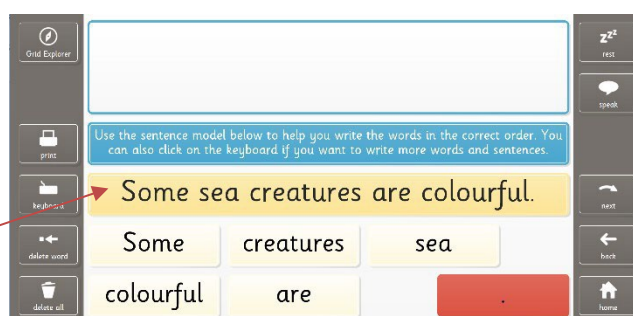 Grid Explorer
zzz
rest
speak
print
Use the sentence model below to help you write the words in the correct order. You
can also click on the keyboard if you want to write more words and sentences.
keyboard
Some sea creatures are colourful.
next
delete word
Some creatures sea
back
delete all
colourful are .
home